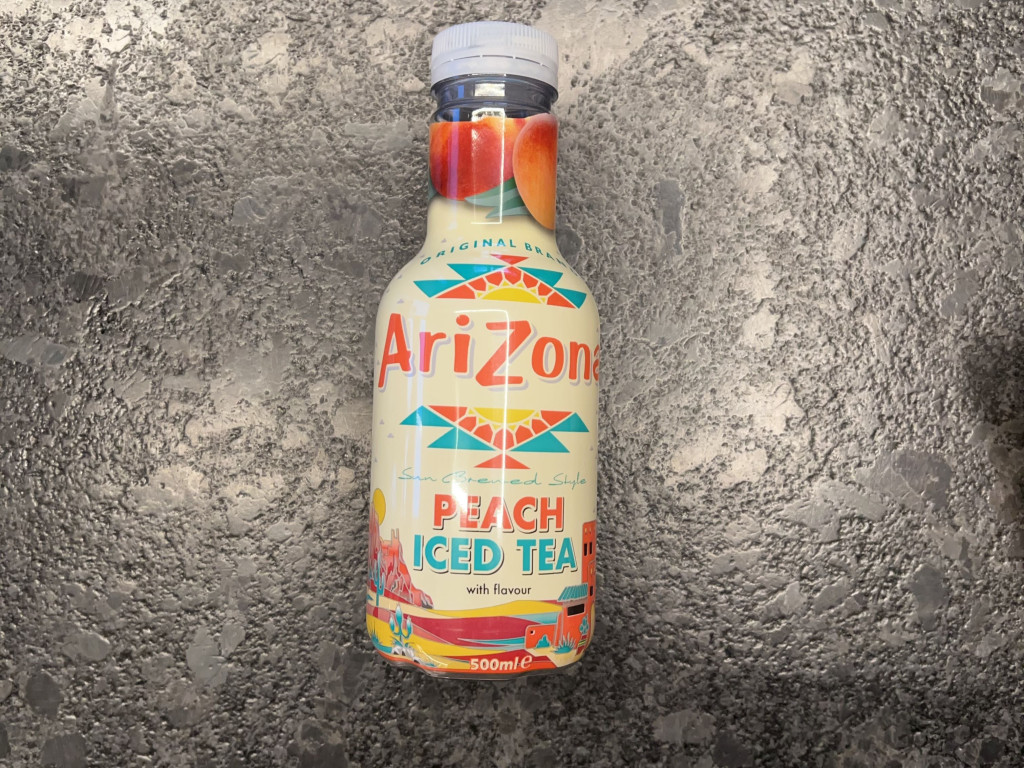 ORIGINAL BRA
AriZona
Sun Brewed Style
PEACH
ICED TEA
with flavour
500ml e